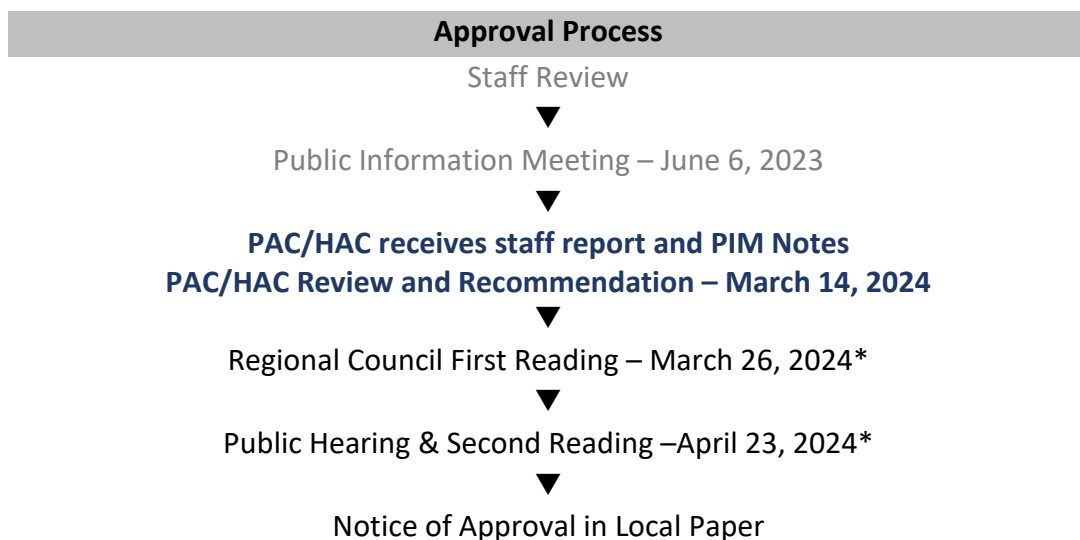 Approval Process
Staff Review
Public Information Meeting – June 6, 2023
PAC/HAC receives staff report and PIM Notes
PAC/HAC Review and Recommendation – March 14, 2024
Regional Council First Reading – March 26, 2024*
Public Hearing & Second Reading –April 23, 2024*
Notice of Approval in Local Paper